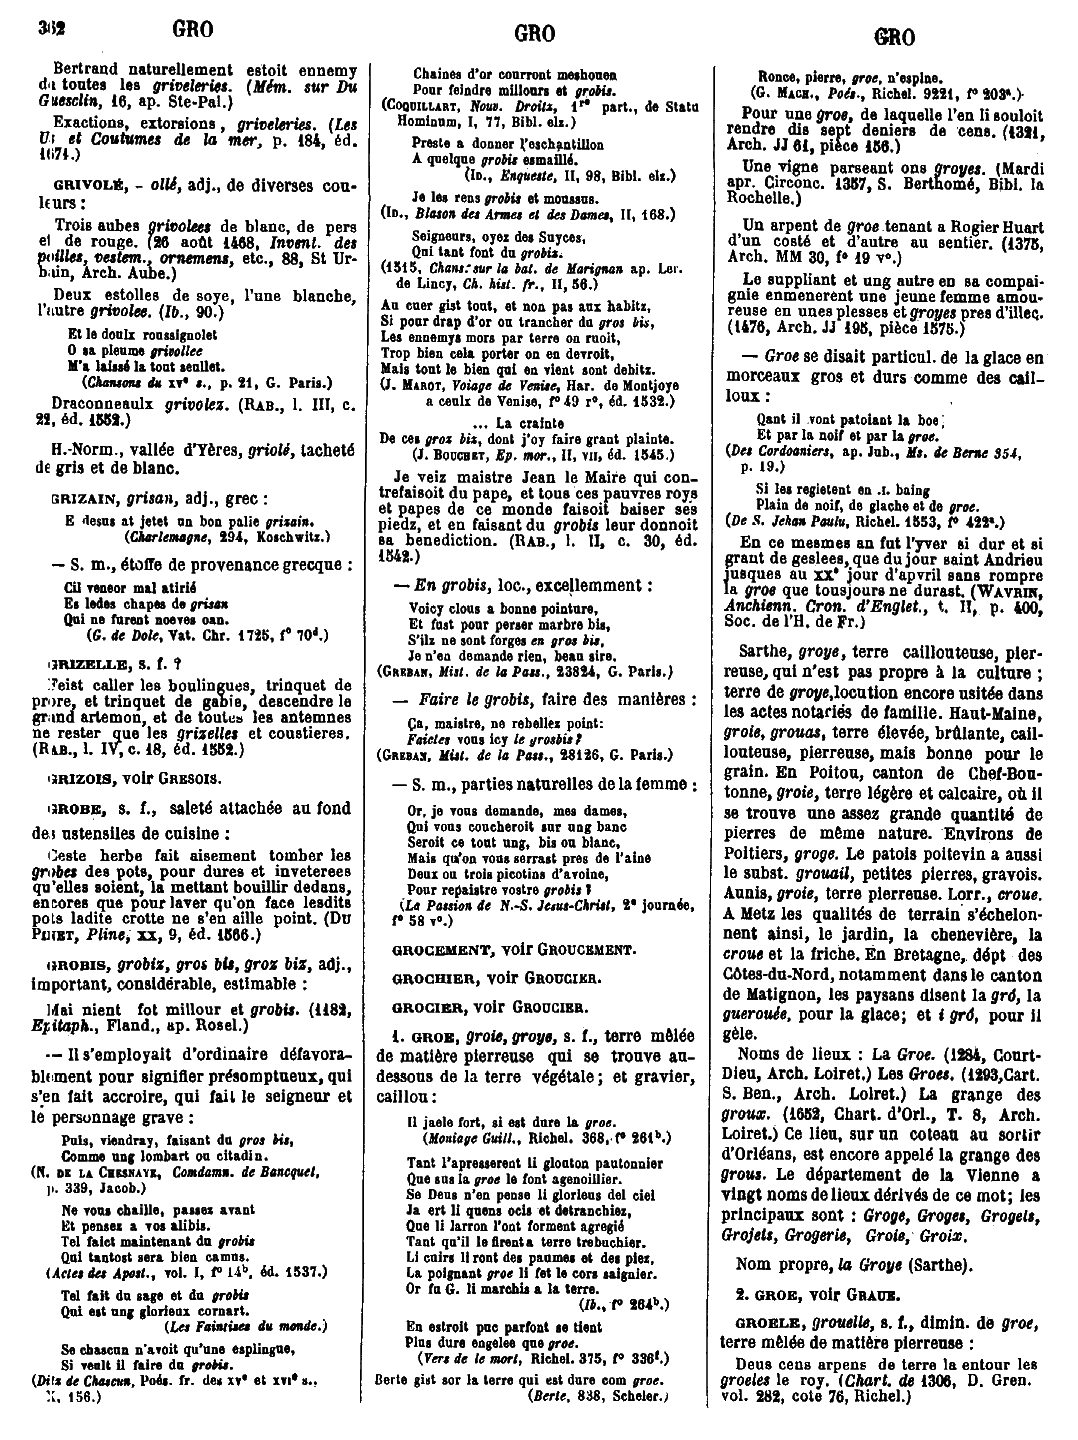 362 GRO
GRO
GRO
Bertrand naturellement estoit ennemy
de toutes les griveleries. (Mém. sur Du
Guesclin, 16, ap. Ste-Pal.)
Exactions, extorsions, griveleries. (Les
Us et Coutumes de la mer, p. 184, éd.
1671.)
GRIVOLÉ, - ollé, adj., de diverses cou-
leurs :
Trois aubes grivolees de blanc, de pers
et de rouge. (26 août 1468, Invent. des
poilles, vestem., ornemens, etc., 88, St Ur-
bain, Arch. Aube.)
Deux estolles de soye, l'une blanche,
l'autre grivolee. (Ib., 90.)
Et le doulx roussignolet
O sa pleume grivollee
M'a laissé la tout seullet.
(Chansons du xvᵉ s., p. 21, G. Paris.)
Draconneaulx grivolez. (RAB., l. III, c.
22, éd. 1552.)
H.-Norm., vallée d'Yères, griolé, tacheté
de gris et de blanc.
GRIZAIN, grisan, adj., grec :
E desus at jetet un bon palie grizain.
(Charlemagne, 294, Koschwitz.)
— S. m., étoffe de provenance grecque :
Cil veneor mal atirié
Es ledes chapes de grisan
Qui ne furent noeves oan.
(G. de Dole, Vat. Chr. 1725, f° 70ᵈ.)
GRIZELLE, s. f. ?
Feist caller les boulingues, trinquet de
prore, et trinquet de gabie, descendre le
grand artemon, et de toutes les antemnes
ne rester que les grizelles et coustieres.
(RAB., l. IV, c. 18, éd. 1552.)
GRIZOIS, voir GRESOIS.
GROBE, s. f., saleté attachée au fond
des ustensiles de cuisine :
Ceste herbe fait aisement tomber les
grobes des pots, pour dures et inveterees
qu'elles soient, la mettant bouillir dedans,
encores que pour laver qu'on face lesdits
pots ladite crotte ne s'en aille point. (DU
PINET, Pline, XX, 9, éd. 1566.)
GROBIS, grobiz, gros bis, groz biz, adj.,
important, considérable, estimable :
Mai nient fot millour et grobis. (1182,
Epitaph., Fland., ap. Rosel.)
— Il s'employait d'ordinaire défavora-
blement pour signifier présomptueux, qui
s'en fait accroire, qui fait le seigneur et
le personnage grave :
Puis, viendray, faisant du gros bis,
Comme ung lombart ou citadin.
(N. DE LA CHESNAYE, Comdamn. de Bancquet,
p. 339, Jacob.)
Ne vous chaille, passez avant
Et pensez a vos alibis.
Tel faict maintenant du grobis
Qui tantost sera bien camus.
(Actes des Apost., vol. I, f° 14ᵇ, éd. 1537.)
Tel fait du sage et du grobis
Qui est ung glorieux cornart.
(Les Faintises du monde.)
Se chascun n'avoit qu'une esplingue,
Si veult il faire du grobis.
(Ditz de Chascun, Poés. fr. des xvᵉ et xvıᵉ s.,
X, 156.)
Chaines d'or courront meshouen
Pour feindre millours et grobis.
(COQUILLART, Nouv. Droitz, 1ʳᵉ part., de Statu
Hominum, I, 77, Bibl. elz.)
Preste a donner l'eschantillon
A quelque grobis esmaillé.
(ID., Enqueste, II, 98, Bibl. elz.)
Je les rens grobis et moussus.
(ID., Blason des Armes et des Dames, II, 168.)
Seigneurs, oyez des Suyces,
Qui tant font du grobis.
(1515, Chans. sur la bat. de Marignan ap. Ler.
de Lincy, Ch. hist. fr., II, 56.)
Au cuer gist tout, et non pas aux habitz,
Si pour drap d'or ou trancher du gros bis,
Les ennemys mors par terre on ruoit,
Trop bien cela porter on en devroit,
Mais tout le bien qui en vient sont debitz.
(J. MAROT, Voiage de Venise, Har. de Montjoye
a ceulx de Venise, f° 49 r°, éd. 1532.)
... La crainte
De ces groz biz, dont j'oy faire grant plainte.
(J. BOUCHET, Ep. mor., II, VII, éd. 1545.)
Je veiz maistre Jean le Maire qui con-
trefaisoit du pape, et tous ces pauvres roys
et papes de ce monde faisoit baiser ses
piedz, et en faisant du grobis leur donnoit
sa benediction. (RAB., l. II, c. 30, éd.
1542.)
— En grobis, loc., excellemment :
Voicy clous a bonne pointure,
Et fust pour perser marbre bis,
S'ilz ne sont forges en gros bis,
Je n'en demande rien, beau sire.
(GREBAN, Mist. de la Pass., 23824, G. Paris.)
— Faire le grobis, faire des manières :
Ça, maistre, ne rebellez point:
Faictes vous icy le grosbis ?
(GREBAN, Mist. de la Pass., 28126, G. Paris.)
— S. m., parties naturelles de la femme :
Or, je vous demande, mes dames,
Qui vous coucheroit sur ung banc
Seroit ce tout ung, bis ou blanc,
Mais qu'on vous serrast pres de l'aine
Deux ou trois picotins d'avoine,
Pour repaistre vostre grobis ?
(La Passion de N.-S. Jesus-Christ, 2ᵉ journée,
f° 58 v°.)
GROCEMENT, voir GROUCEMENT.
GROCHIER, voir GROUCIER.
GROCIER, voir GROUCIER.
1. GROE, groie, groye, s. f., terre mêlée
de matière pierreuse qui se trouve au-
dessous de la terre végétale ; et gravier,
caillou :
Il jaele fort, si est dure la groe.
(Moniage Guill., Richel. 368, f° 261ᵇ.)
Tant l'apresserent li glouton pautonnier
Que sus la groe le font agenoillier.
Se Deus n'en pense li glorieus del ciel
Ja ert li quens ocis et detranchiez,
Que li larron l'ont forment agregié
Tant qu'il le firent a terre trebuchier.
Li cuirs li ront des paumes et des piez,
La poignant groe li fet le cors saignier.
Or fu G. li marchis a la terre.
(Ib., f° 264ᵇ.)
En estroit puc parfont se tient
Plus dure engelee que groe.
(Vers de le mort, Richel. 375, f° 336ᶠ.)
Berte gist sor la terre qui est dure com groe.
(Berte, 838, Scheler.)
Ronce, pierre, groe, n'espine.
(G. MACH., Poés., Richel. 9221, f° 203ᵃ.)
Pour une groe, de laquelle l'en li souloit
rendre dis sept deniers de cens. (1321,
Arch. JJ 61, pièce 156.)
Une vigne parseant ons groyes. (Mardi
apr. Circonc. 1357, S. Berthomé, Bibl. la
Rochelle.)
Un arpent de groe tenant a Rogier Huart
d'un costé et d'autre au sentier. (1375,
Arch. MM 30, f° 19 v°.)
Le suppliant et ung autre en sa compai-
gnie enmenerent une jeune femme amou-
reuse en unes plesses et groyes pres d'illec.
(1476, Arch. JJ 195, pièce 1575.)
— Groe se disait particul. de la glace en
morceaux gros et durs comme des cail-
loux :
Qant il vont patoiant la boe
Et par la noif et par la groe.
(Des Cordoaniers, ap. Jub., Ms. de Berne 354,
p. 19.)
Si les regietent en .ı. baing
Plain de noif, de glache et de groe.
(De S. Jehan Paulu, Richel. 1553, f° 422ᵃ.)
En ce mesmes an fut l'yver si dur et si
grant de geslees, que du jour saint Andrieu
jusques au XXᵉ jour d'apvril sans rompre
la groe que tousjours ne durast. (WAVRIN,
Anchienn. Cron. d'Englet., t. II, p. 400,
Soc. de l'H. de Fr.)
Sarthe, groye, terre caillouteuse, pier-
reuse, qui n'est pas propre à la culture ;
terre de groye, locution encore usitée dans
les actes notariés de famille. Haut-Maine,
groie, grouas, terre élevée, brûlante, cail-
louteuse, pierreuse, mais bonne pour le
grain. En Poitou, canton de Chef-Bou-
tonne, groie, terre légère et calcaire, où il
se trouve une assez grande quantité de
pierres de même nature. Environs de
Poitiers, groge. Le patois poitevin a aussi
le subst. grouail, petites pierres, gravois.
Aunis, groie, terre pierreuse. Lorr., croue.
A Metz les qualités de terrain s'échelon-
nent ainsi, le jardin, la chenevière, la
croue et la friche. En Bretagne, dépt des
Côtes-du-Nord, notamment dans le canton
de Matignon, les paysans disent la grô, la
guerouée, pour la glace; et i grô, pour il
gèle.
Noms de lieux : La Groe. (1284, Court-
Dieu, Arch. Loiret.) Les Groes. (1293, Cart.
S. Ben., Arch. Loiret.) La grange des
groux. (1652, Chart. d'Orl., T. 8, Arch.
Loiret.) Ce lieu, sur un coteau au sortir
d'Orléans, est encore appelé la grange des
grous. Le département de la Vienne a
vingt noms de lieux dérivés de ce mot; les
principaux sont : Groge, Groges, Grogets,
Grojets, Grogerie, Groie, Groix.
Nom propre, la Groye (Sarthe).
2. GROE, voir GRAUE.
GROELE, grouelle, s. f., dimin. de groe,
terre mêlée de matière pierreuse :
Deus cens arpens de terre la entour les
groeles le roy. (Chart. de 1306, D. Gren.
vol. 282, cote 76, Richel.)